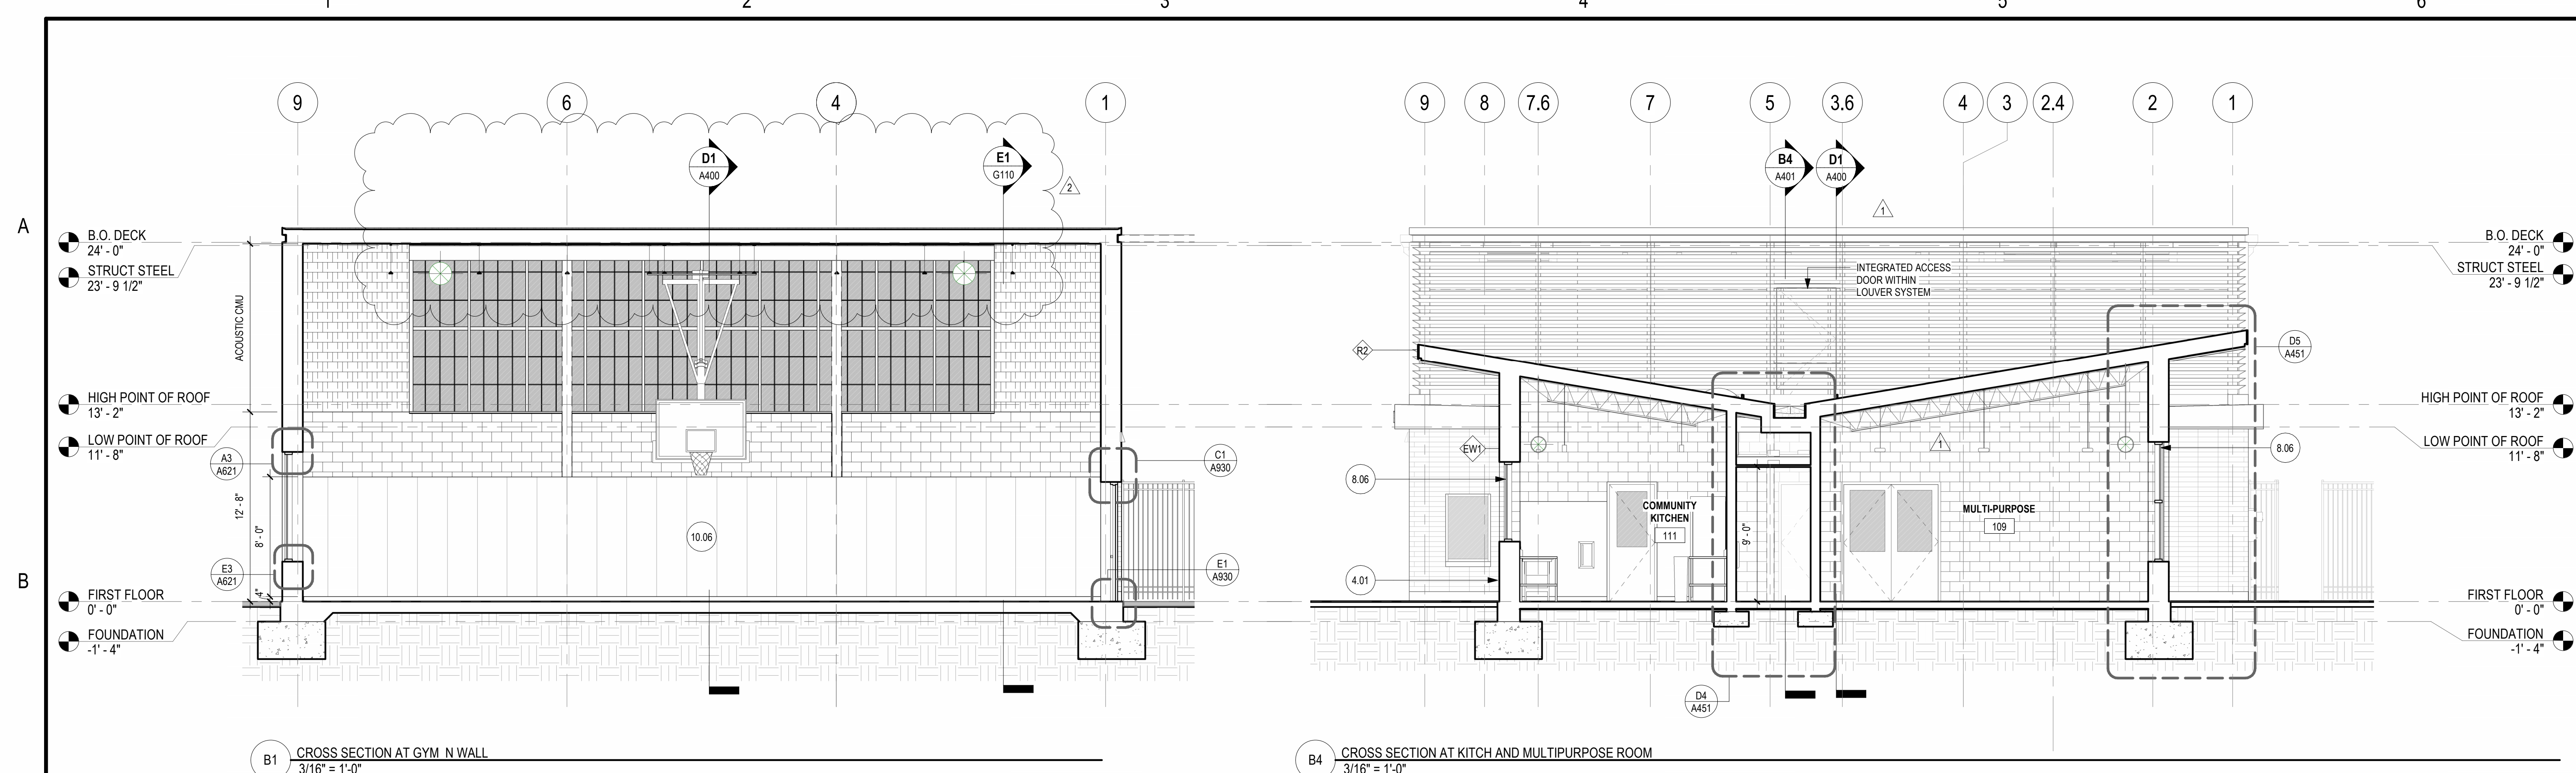 1
2
3
4
5
6
A
B
9
6
4
1
D1
A400
E1
G110
2
B.O. DECK
24' - 0"
STRUCT STEEL
23' - 9 1/2"
HIGH POINT OF ROOF
13' - 2"
LOW POINT OF ROOF
11' - 8"
FIRST FLOOR
0' - 0"
FOUNDATION
-1' - 4"
ACOUSTIC CMU
12' - 8"
8' - 0"
4"
A3
A621
E3
A621
10.06
C1
A930
E1
A930
B1
CROSS SECTION AT GYM N WALL
3/16" = 1'-0"
9
8
7.6
7
5
3.6
4
3
2.4
2
1
B4
A401
D1
A400
1
INTEGRATED ACCESS
DOOR WITHIN
LOUVER SYSTEM
R2
EW1
8.06
4.01
COMMUNITY
KITCHEN
111
9' - 0"
1
MULTI-PURPOSE
109
8.06
D5
A451
D4
A451
B.O. DECK
24' - 0"
STRUCT STEEL
23' - 9 1/2"
HIGH POINT OF ROOF
13' - 2"
LOW POINT OF ROOF
11' - 8"
FIRST FLOOR
0' - 0"
FOUNDATION
-1' - 4"
B4
CROSS SECTION AT KITCH AND MULTIPURPOSE ROOM
3/16" = 1'-0"